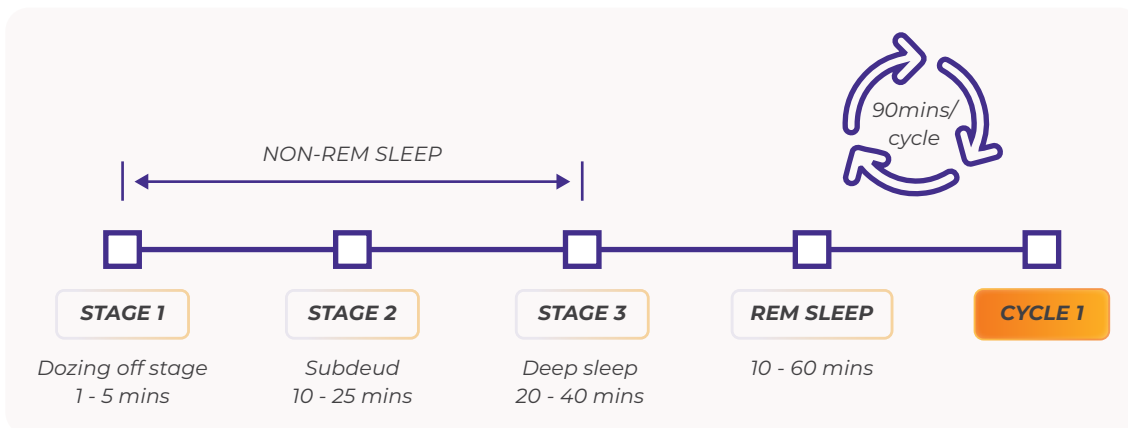 90mins/
cycle
NON-REM SLEEP
STAGE 1
Dozing off stage
1 - 5 mins
STAGE 2
Subdeud
10 - 25 mins
STAGE 3
Deep sleep
20 - 40 mins
REM SLEEP
10 - 60 mins
CYCLE 1